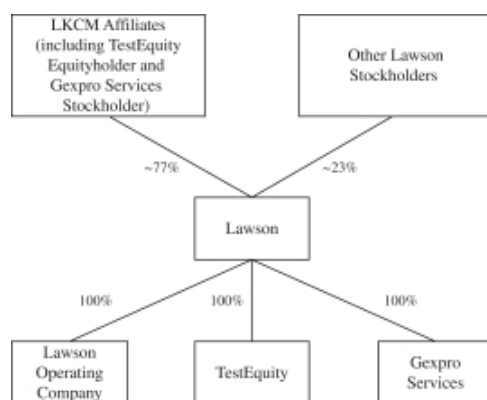 LKCM Affiliates
(including TestEquity
Equityholder and
Gexpro Services
Stockholder)
Other Lawson
Stockholders
~77%
~23%
Lawson
100%
100%
100%
Lawson
Operating
Company
TestEquity
Gexpro
Services